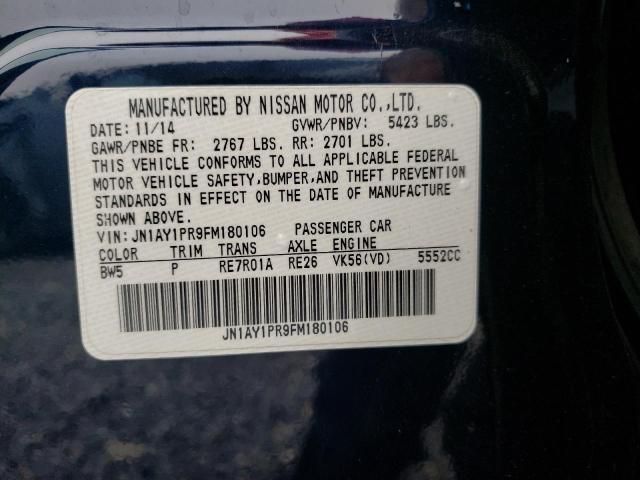 MANUFACTURED BY NISSAN MOTOR CO.,LTD.
DATE: 11/14 GVWR/PNBV: 5423 LBS.
GAWR/PNBE FR: 2767 LBS. RR: 2701 LBS.
THIS VEHICLE CONFORMS TO ALL APPLICABLE FEDERAL
MOTOR VEHICLE SAFETY,BUMPER,AND THEFT PREVENTION
STANDARDS IN EFFECT ON THE DATE OF MANUFACTURE
SHOWN ABOVE.
VIN: JN1AY1PR9FM180106 PASSENGER CAR
COLOR TRIM TRANS AXLE ENGINE
BW5 P RE7R01A RE26 VK56(VD) 5552CC
JN1AY1PR9FM180106